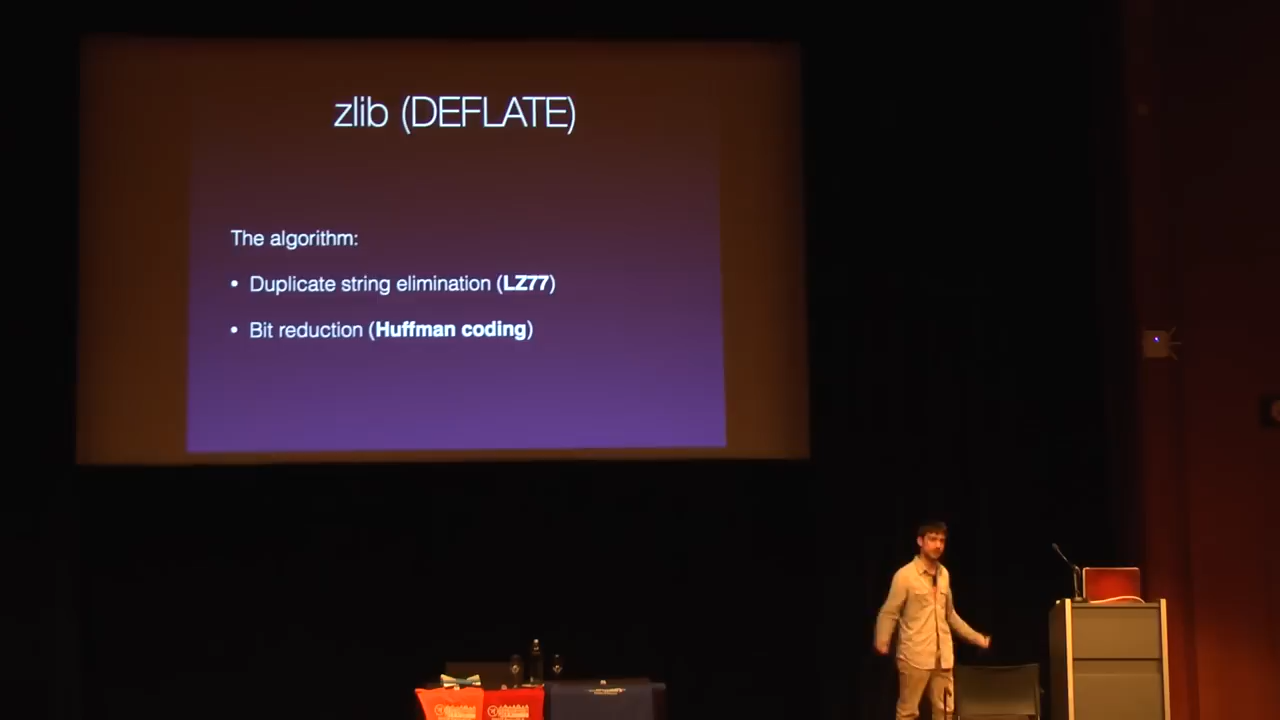 zlib (DEFLATE)
The algorithm:
• Duplicate string elimination (LZ77)
• Bit reduction (Huffman coding)